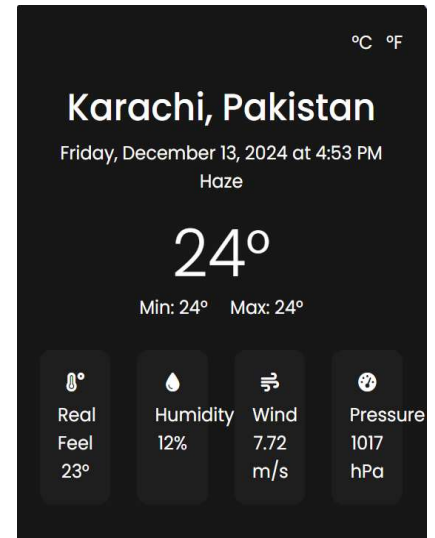 °C °F
Karachi, Pakistan
Friday, December 13, 2024 at 4:53 PM
Haze
24°
Min: 24° Max: 24°
Real Feel 23°
Humidity 12%
Wind 7.72 m/s
Pressure 1017 hPa